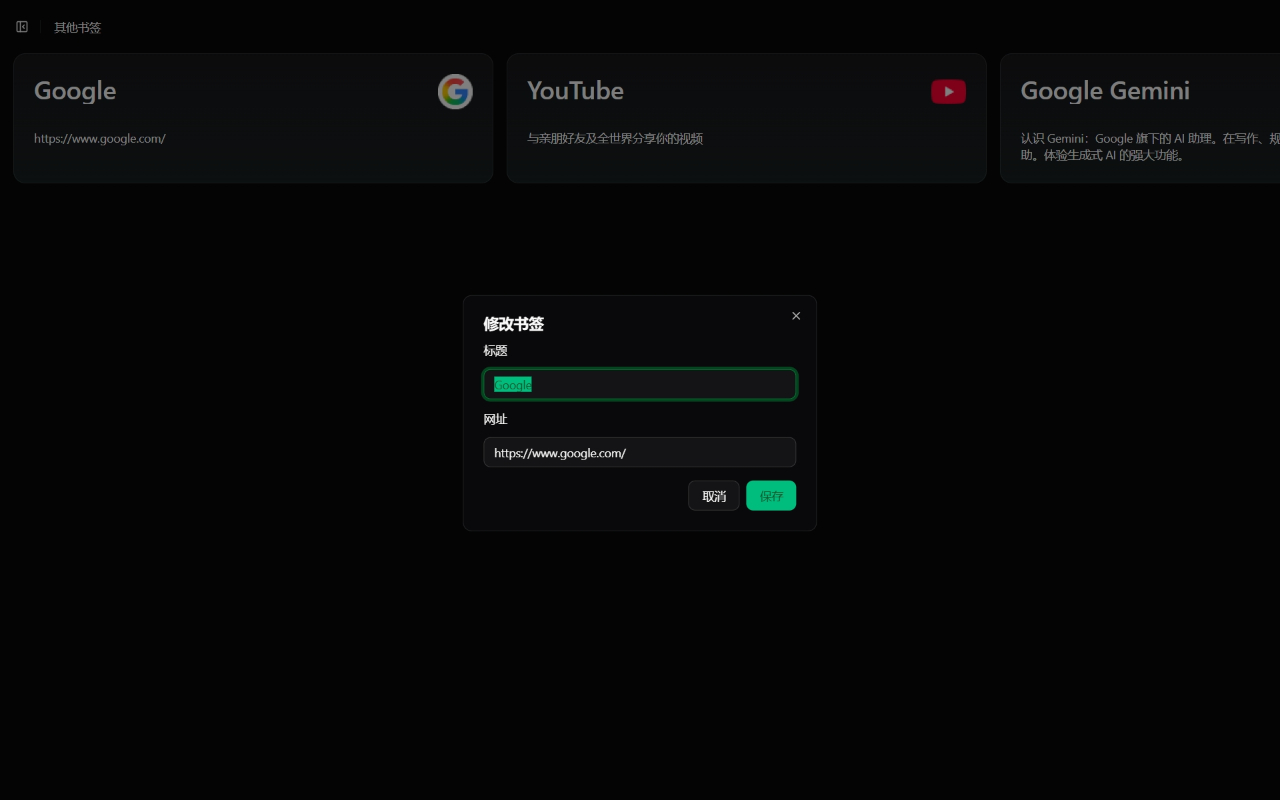 其他书签
Google
https://www.google.com/
YouTube
与亲朋好友及全世界分享你的视频
Google Gemini
认识 Gemini：Google 旗下的 AI 助理。在写作、规
助。体验生成式 AI 的强大功能。
修改书签
标题
Google
网址
https://www.google.com/
取消
保存